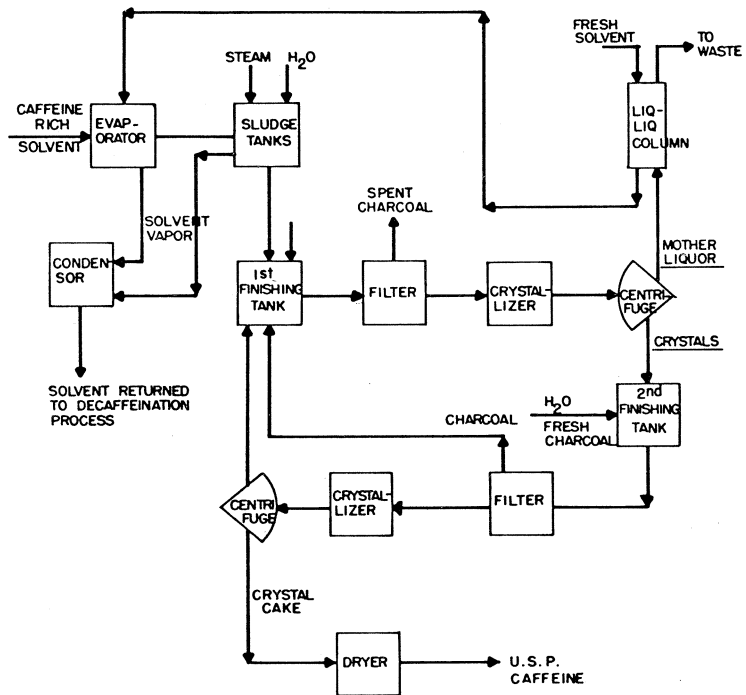 FRESH
SOLVENT
TO
WASTE
STEAM
H2O
CAFFEINE
RICH
SOLVENT
EVAP-
ORATOR
SLUDGE
TANKS
LIQ-
LIQ
COLUMN
SPENT
CHARCOAL
SOLVENT
VAPOR
CONDEN
SOR
1st
FINISHING
TANK
FILTER
CRYSTAL-
LIZER
CENTRI-
FUGE
MOTHER
LIQUOR
CRYSTALS
SOLVENT RETURNED
TO DECAFFEINATION
PROCESS
H2O
FRESH
CHARCOAL
2nd
FINISHING
TANK
CHARCOAL
CENTRI
FUGE
CRYSTAL-
LIZER
FILTER
CRYSTAL
CAKE
DRYER
U.S.P.
CAFFEINE